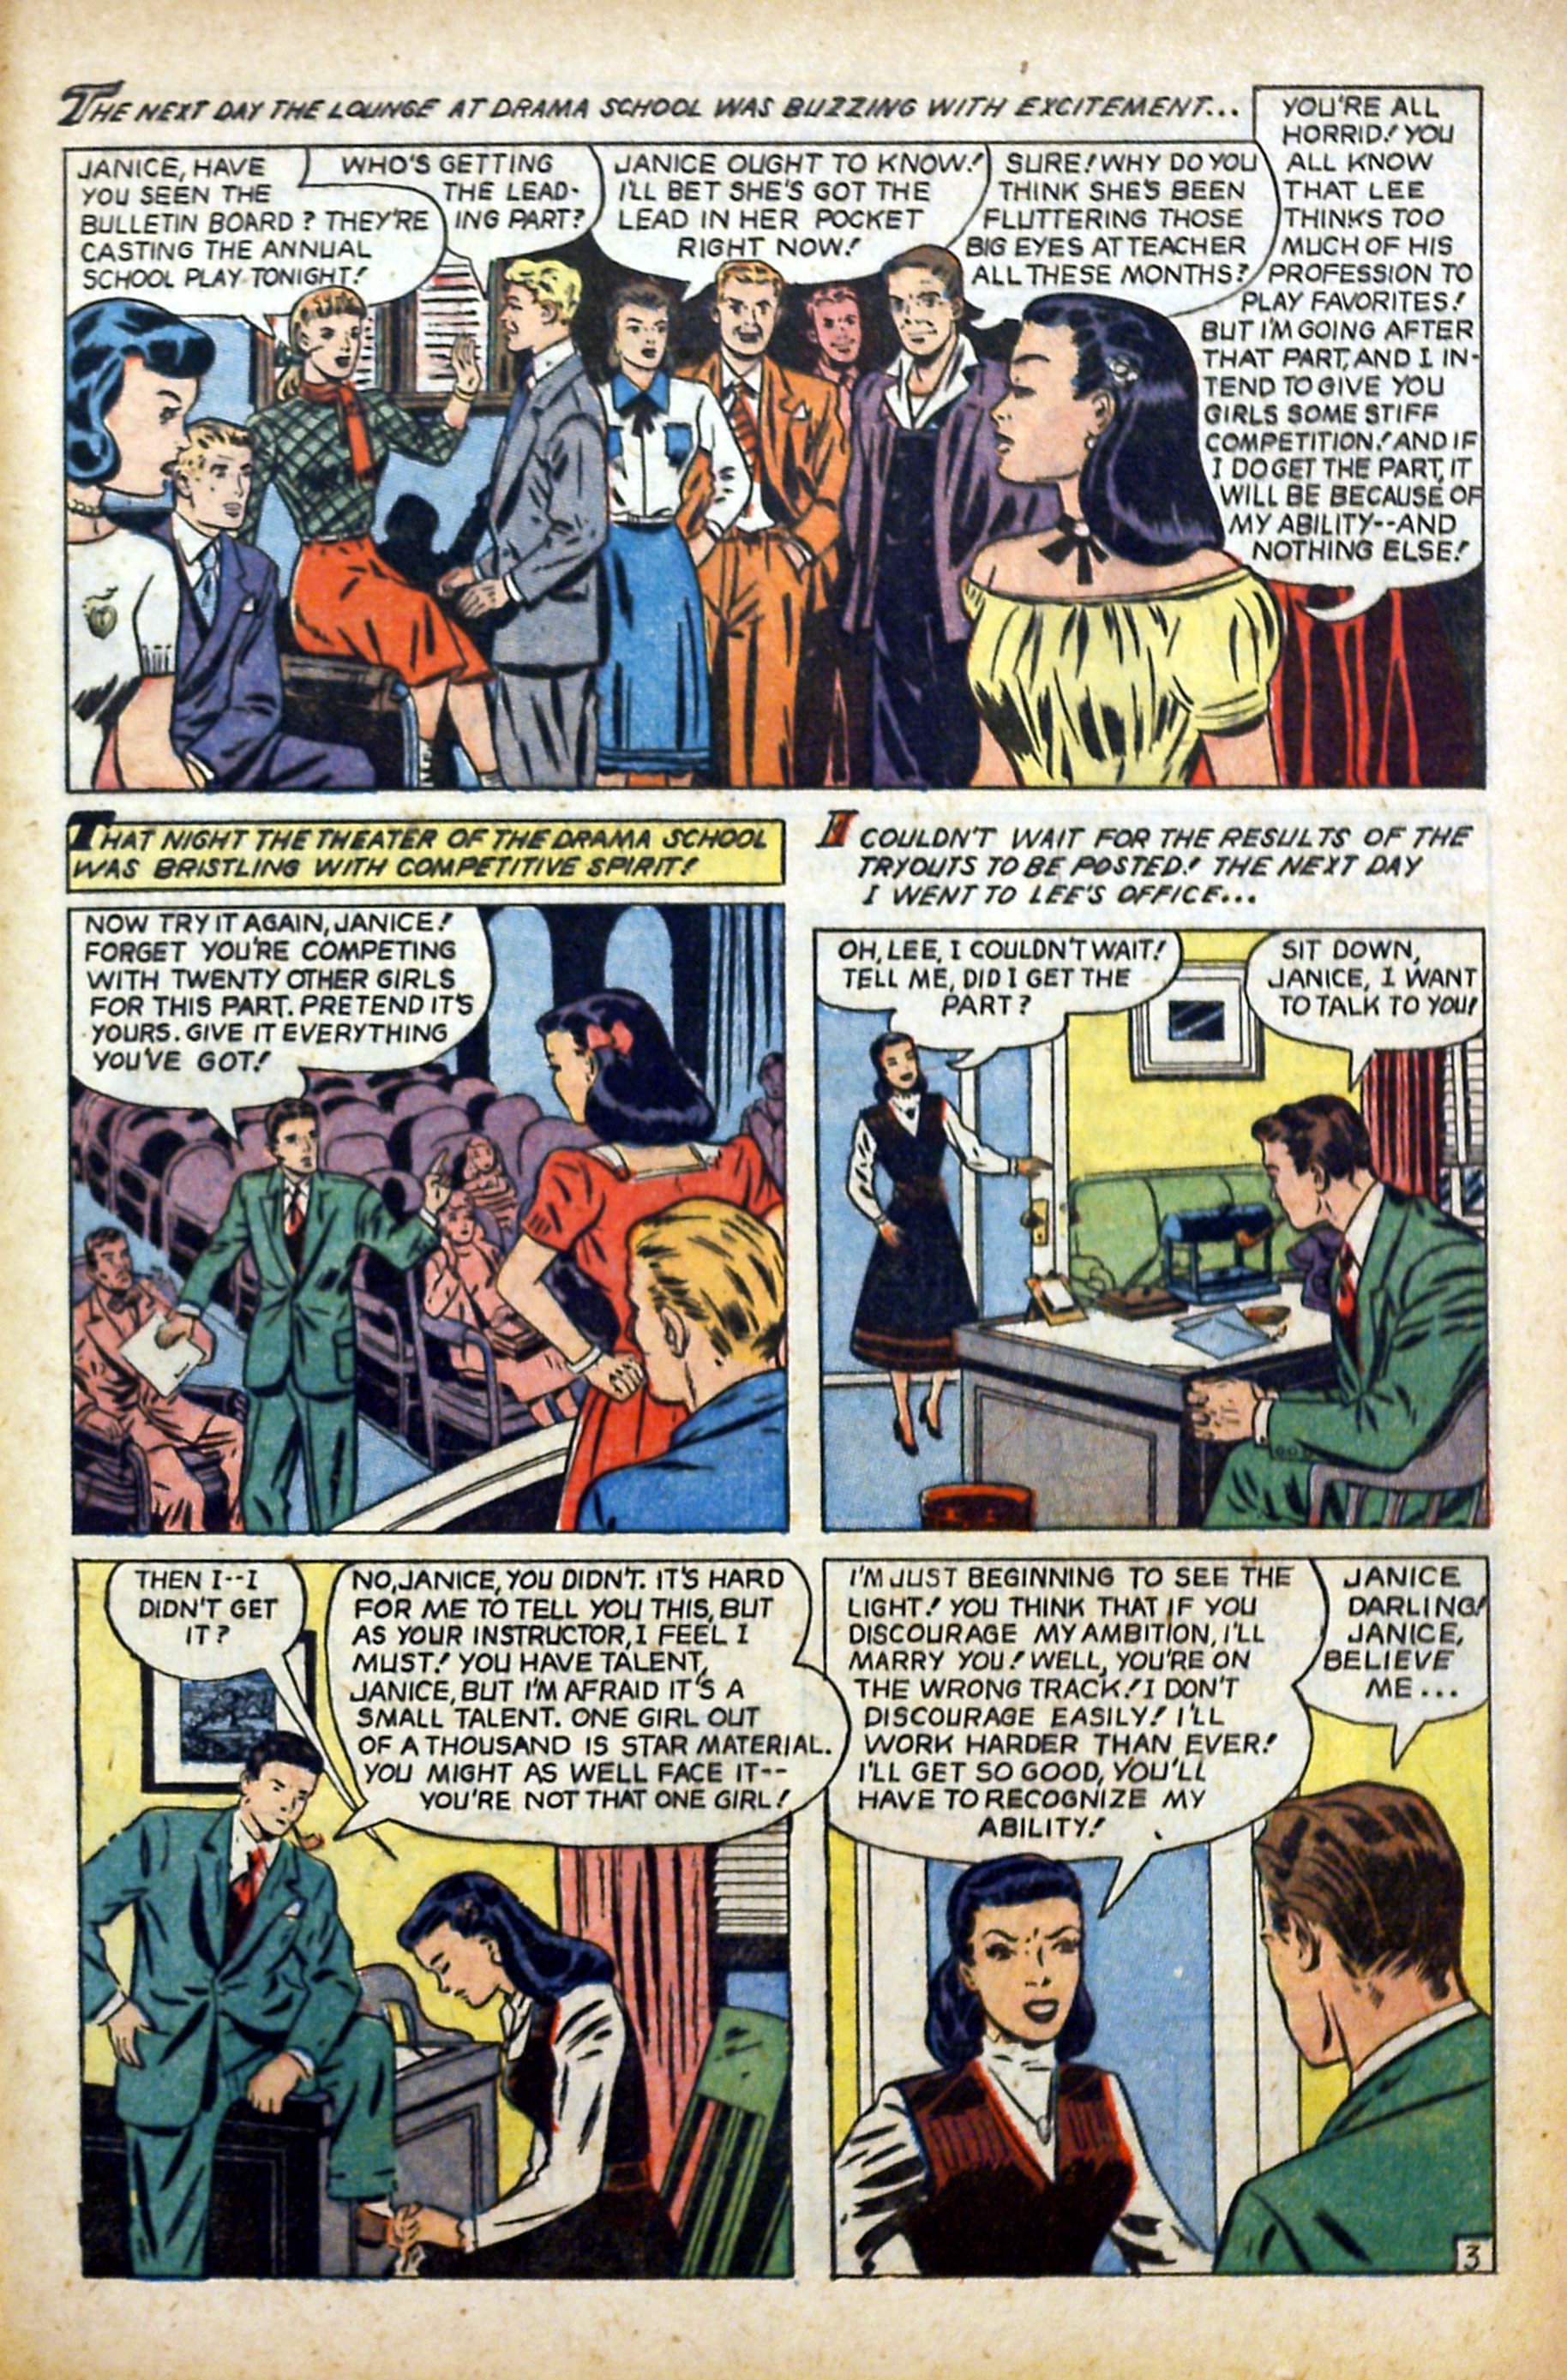 THE NEXT DAY THE LOUNGE AT DRAMA SCHOOL WAS BUZZING WITH EXCITEMENT...
JANICE, HAVE
YOU SEEN THE
BULLETIN BOARD? THEY'RE
CASTING THE ANNUAL
SCHOOL PLAY TONIGHT!
WHO'S GETTING
THE LEAD-
ING PART?
JANICE OUGHT TO KNOW!
I'LL BET SHE'S GOT THE
LEAD IN HER POCKET
RIGHT NOW!
SURE! WHY DO YOU
THINK SHE'S BEEN
FLUTTERING THOSE
BIG EYES AT TEACHER
ALL THESE MONTHS?
YOU'RE ALL
HORRID! YOU
ALL KNOW
THAT LEE
THINKS TOO
MUCH OF HIS
PROFESSION TO
PLAY FAVORITES!
BUT I'M GOING AFTER
THAT PART, AND I IN-
TEND TO GIVE YOU
GIRLS SOME STIFF
COMPETITION! AND IF
I DO GET THE PART, IT
WILL BE BECAUSE OF
MY ABILITY--AND
NOTHING ELSE!
THAT NIGHT THE THEATER OF THE DRAMA SCHOOL
WAS BRISTLING WITH COMPETITIVE SPIRIT!
NOW TRY IT AGAIN, JANICE!
FORGET YOU'RE COMPETING
WITH TWENTY OTHER GIRLS
FOR THIS PART. PRETEND IT'S
YOURS. GIVE IT EVERYTHING
YOU'VE GOT!
I COULDN'T WAIT FOR THE RESULTS OF THE
TRYOUTS TO BE POSTED! THE NEXT DAY
I WENT TO LEE'S OFFICE...
OH, LEE, I COULDN'T WAIT!
TELL ME, DID I GET THE
PART?
SIT DOWN,
JANICE, I WANT
TO TALK TO YOU!
THEN I--I
DIDN'T GET
IT?
NO, JANICE, YOU DIDN'T. IT'S HARD
FOR ME TO TELL YOU THIS, BUT
AS YOUR INSTRUCTOR, I FEEL I
MUST! YOU HAVE TALENT,
JANICE, BUT I'M AFRAID IT'S A
SMALL TALENT. ONE GIRL OUT
OF A THOUSAND IS STAR MATERIAL.
YOU MIGHT AS WELL FACE IT--
YOU'RE NOT THAT ONE GIRL!
I'M JUST BEGINNING TO SEE THE
LIGHT! YOU THINK THAT IF YOU
DISCOURAGE MY AMBITION, I'LL
MARRY YOU! WELL, YOU'RE ON
THE WRONG TRACK! I DON'T
DISCOURAGE EASILY! I'LL
WORK HARDER THAN EVER!
I'LL GET SO GOOD, YOU'LL
HAVE TO RECOGNIZE MY
ABILITY!
JANICE
DARLING!
JANICE,
BELIEVE
ME...
3